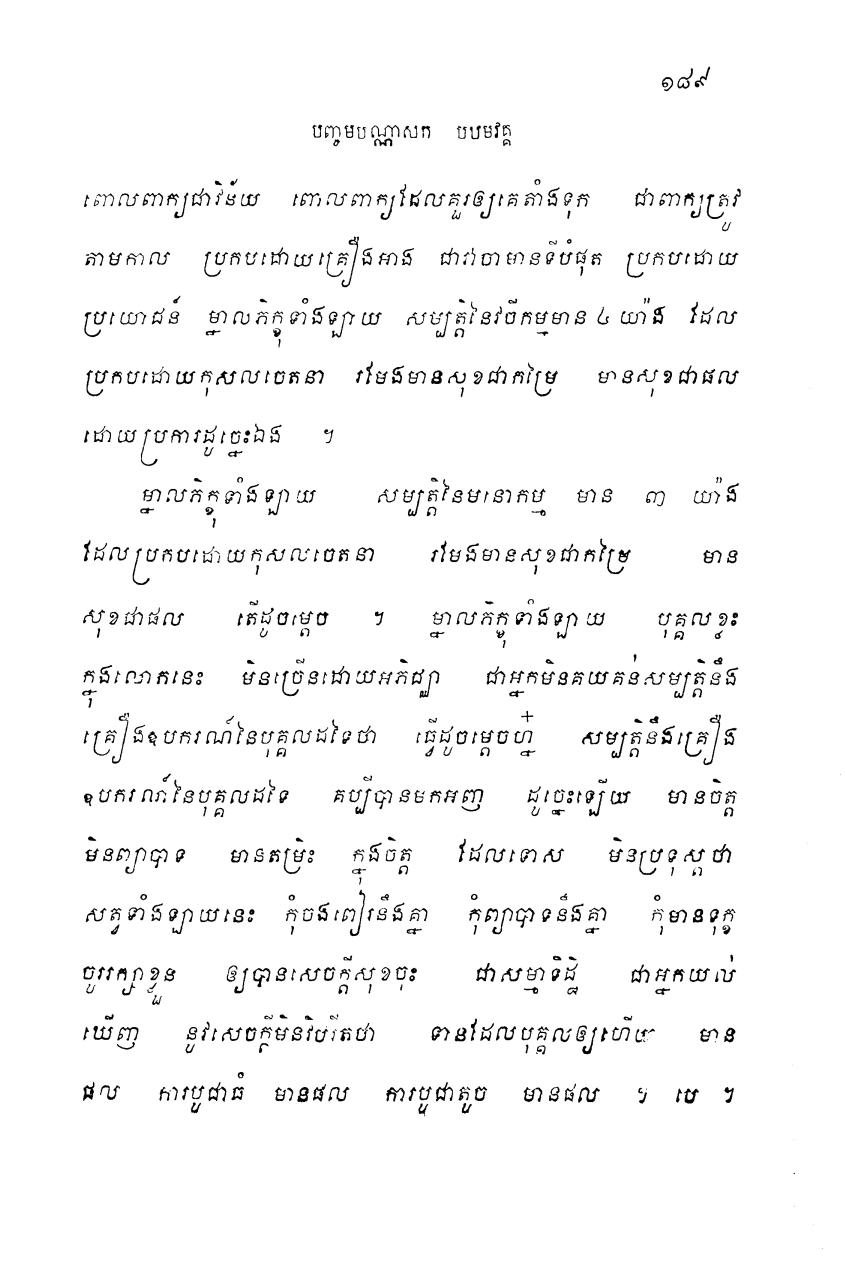 ១៨៩
បញ្ចមបណ្ណាសក បឋមវគ្គ
ពោលពាក្យជាវិន័យ ពោលពាក្យដែលគួរឲ្យគេតាំងទុក ជាពាក្យត្រូវ
តាមកាល ប្រកបដោយគ្រឿងអាង ជាវាចាមានទីបំផុត ប្រកបដោយ
ប្រយោជន៍ ម្នាលភិក្ខុទាំងឡាយ សម្បត្តិនៃវចីកម្មមាន ៤ យ៉ាង ដែល
ប្រកបដោយកុសលចេតនា រមែងមានសុខជាកម្រៃ មានសុខជាផល
ដោយប្រការដូច្នេះឯង ។
ម្នាលភិក្ខុទាំងឡាយ សម្បត្តិនៃមនោកម្ម មាន ៣ យ៉ាង
ដែលប្រកបដោយកុសលចេតនា រមែងមានសុខជាកម្រៃ មាន
សុខជាផល តើដូចម្តេច ។ ម្នាលភិក្ខុទាំងឡាយ បុគ្គលខ្លះ
ក្នុងលោកនេះ មិនច្រើនដោយអភិជ្ឈា ជាអ្នកមិនគយគន់សម្បត្តិនឹង
គ្រឿងឧបករណ៍នៃបុគ្គលដទៃថា ធ្វើដូចម្តេចហ្ន៎ សម្បត្តិនឹងគ្រឿង
ឧបករណ៍នៃបុគ្គលដទៃ គប្បីបានមកអញ ដូច្នេះឡើយ មានចិត្ត
មិនព្យាបាទ មានតម្រិះ ក្នុងចិត្ត ដែលទោស មិនប្រទុស្តថា
សត្វទាំងឡាយនេះ កុំចងពៀរនឹងគ្នា កុំព្យាបាទនឹងគ្នា កុំមានទុក្ខ
ចូររក្សាខ្លួន ឲ្យបានសេចក្តីសុខចុះ ជាសម្មាទិដ្ឋិ ជាអ្នកយល់
ឃើញ នូវសេចក្តីមិនវិបរីតថា ទានដែលបុគ្គលឲ្យហើយ មាន
ផល ការបូជាធំ មានផល ការបូជាតូច មានផល ។ បេ ។